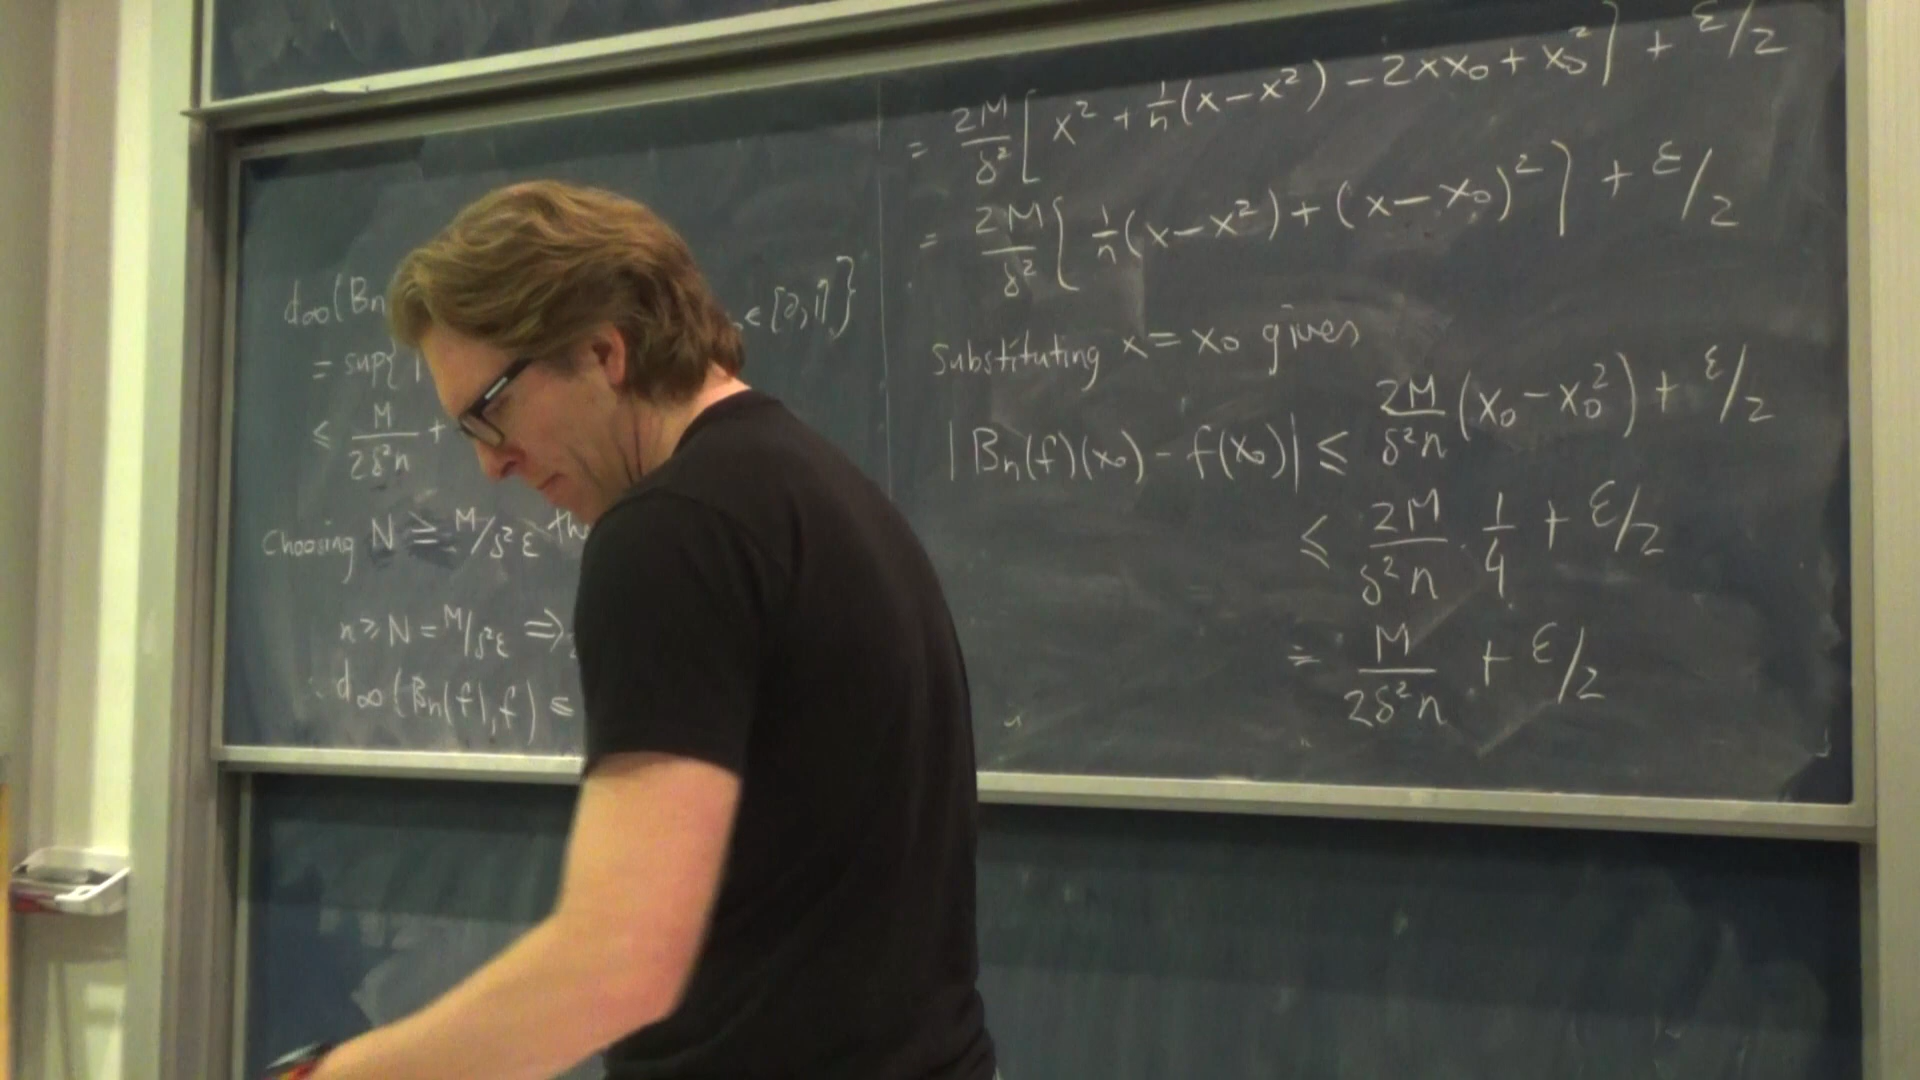 d∞(Bn ∈[0,1]}
= sup{
≤ M/2δ²n +
Choosing N ≥ M/δ²ε
n ≥ N = M/δ²ε ⇒
∴ d∞(Bn(f),f) ≤
= 2M/δ² [ x² + 1/n(x-x²) - 2xx₀ + x₀² ] + ε/2
= 2M/δ² [ 1/n(x-x²) + (x-x₀)² ] + ε/2
Substituting x = x₀ gives
|Bn(f)(x₀) - f(x₀)| ≤ 2M/δ²n (x₀ - x₀²) + ε/2
≤ 2M/δ²n · 1/4 + ε/2
= M/2δ²n + ε/2